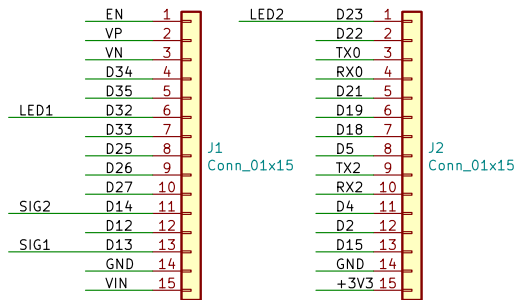 EN 1
VP 2
VN 3
D34 4
D35 5
LED1 D32 6
D33 7
D25 8
D26 9
D27 10
SIG2 D14 11
D12 12
SIG1 D13 13
GND 14
VIN 15
J1
Conn_01x15
LED2 D23 1
D22 2
TX0 3
RX0 4
D21 5
D19 6
D18 7
D5 8
TX2 9
RX2 10
D4 11
D2 12
D15 13
GND 14
+3V3 15
J2
Conn_01x15